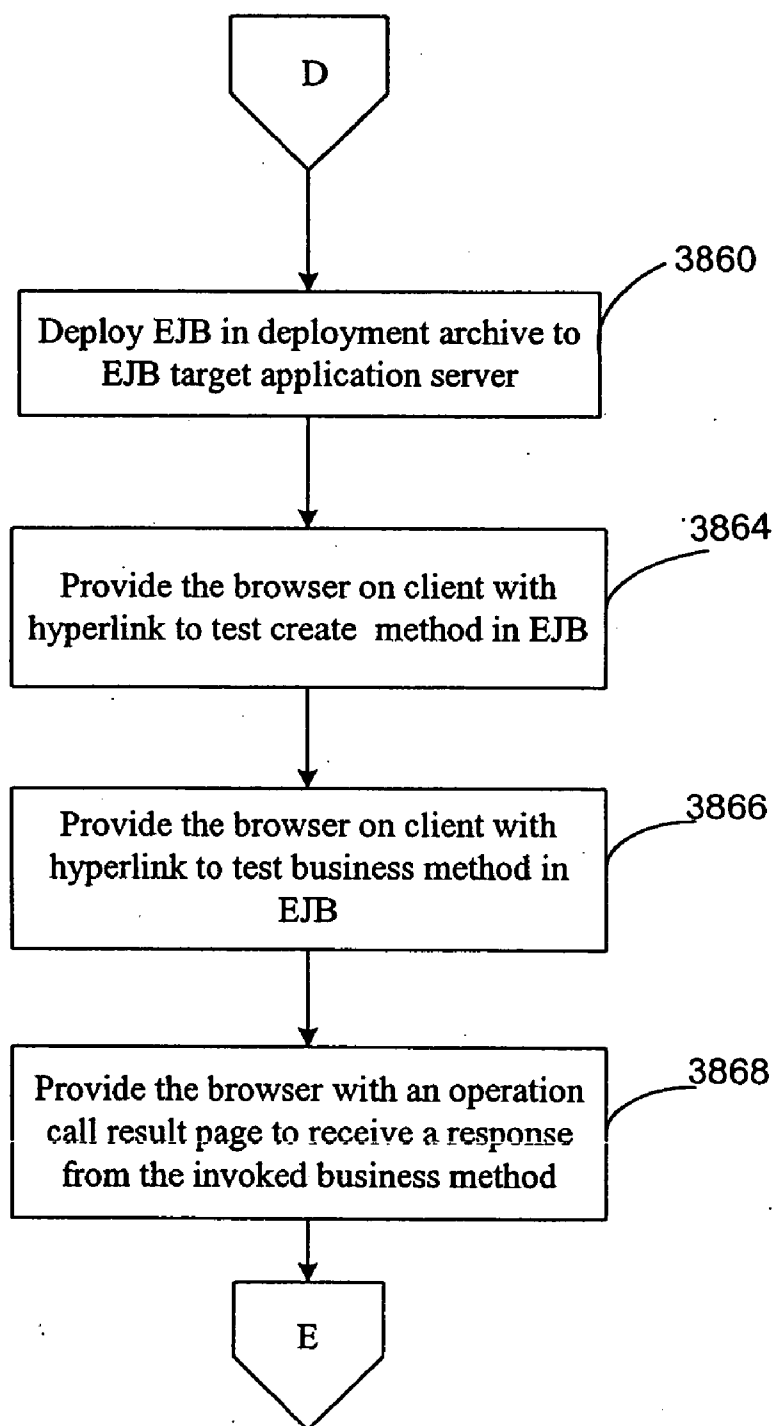 D
3860
Deploy EJB in deployment archive to
EJB target application server
3864
Provide the browser on client with
hyperlink to test create method in EJB
3866
Provide the browser on client with
hyperlink to test business method in
EJB
3868
Provide the browser with an operation
call result page to receive a response
from the invoked business method
E